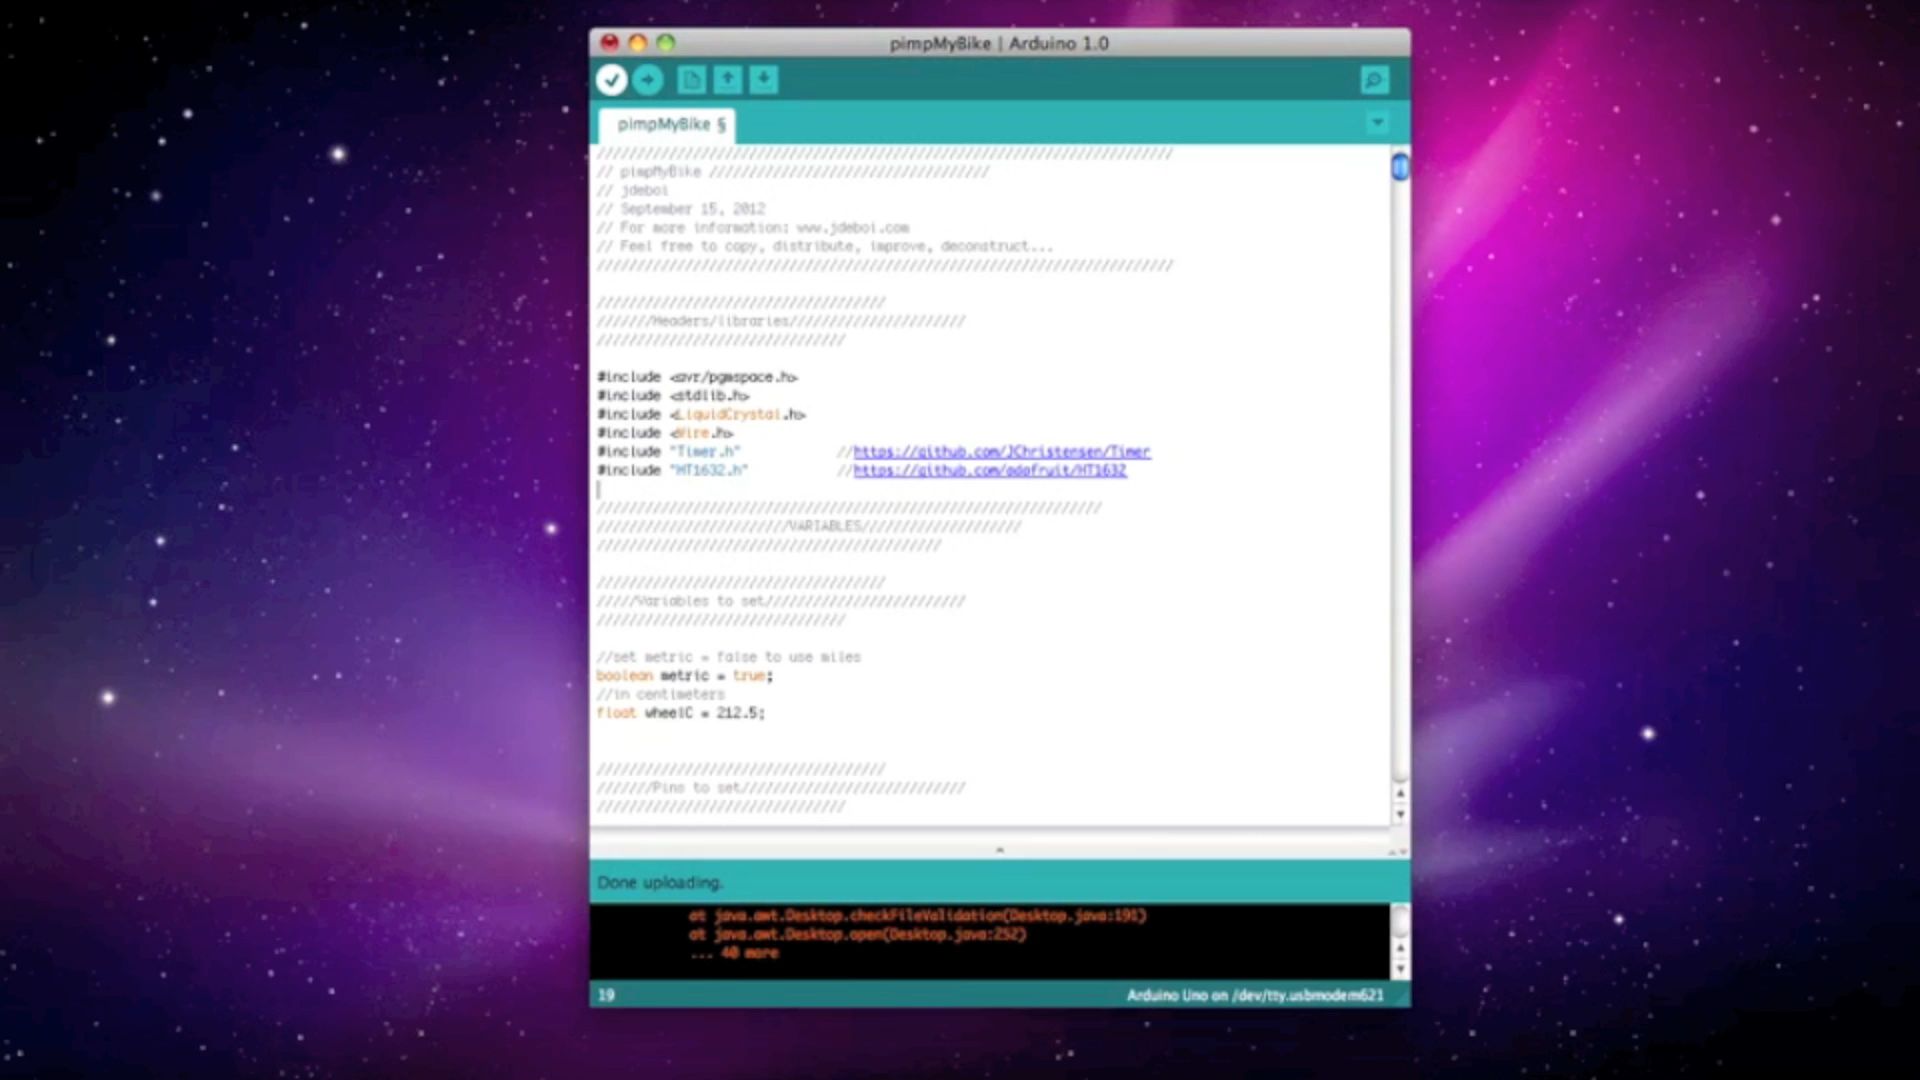 pimpMyBike | Arduino 1.0
pimpMyBike §
////////////////////////////////////////////////////////////////////////
// pimpMyBike ///////////////////////////////////
// jdeboi
// September 15, 2012
// For more information: www.jdeboi.com
// Feel free to copy, distribute, improve, deconstruct...
////////////////////////////////////////////////////////////////////////
////////////////////////////////////
///////Headers/libraries//////////////////////
///////////////////////////////
#include <avr/pgmspace.h>
#include <stdlib.h>
#include <LiquidCrystal.h>
#include <Wire.h>
#include "Timer.h" //https://github.com/JChristensen/Timer
#include "HT1632.h" //https://github.com/adafruit/HT1632
///////////////////////////////////////////////////////////////
////////////////////////VARIABLES////////////////////
///////////////////////////////////////////
////////////////////////////////////
/////Variables to set/////////////////////////
///////////////////////////////
//set metric = false to use miles
boolean metric = true;
//in centimeters
float wheelC = 212.5;
////////////////////////////////////
///////Pins to set////////////////////////////
///////////////////////////////
Done uploading.
at java.awt.Desktop.checkFileValidation(Desktop.java:191)
at java.awt.Desktop.open(Desktop.java:252)
... 40 more
19
Arduino Uno on /dev/tty.usbmodem621